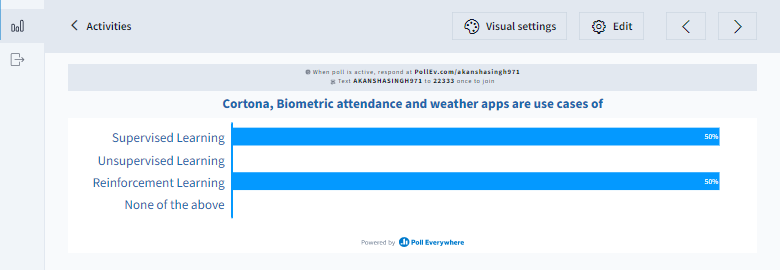 Activities
Visual settings
Edit
When poll is active, respond at PollEv.com/akanshasingh971
Text AKANSHASINGH971 to 22333 once to join
Cortona, Biometric attendance and weather apps are use cases of
Supervised Learning 50%
Unsupervised Learning
Reinforcement Learning 50%
None of the above
Powered by Poll Everywhere